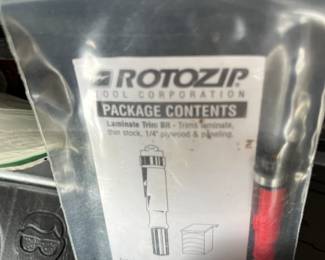 ROTOZIP
TOOL CORPORATION
PACKAGE CONTENTS
Laminate Trim Bit - Trims laminate,
thin stock, 1/4" plywood & paneling.